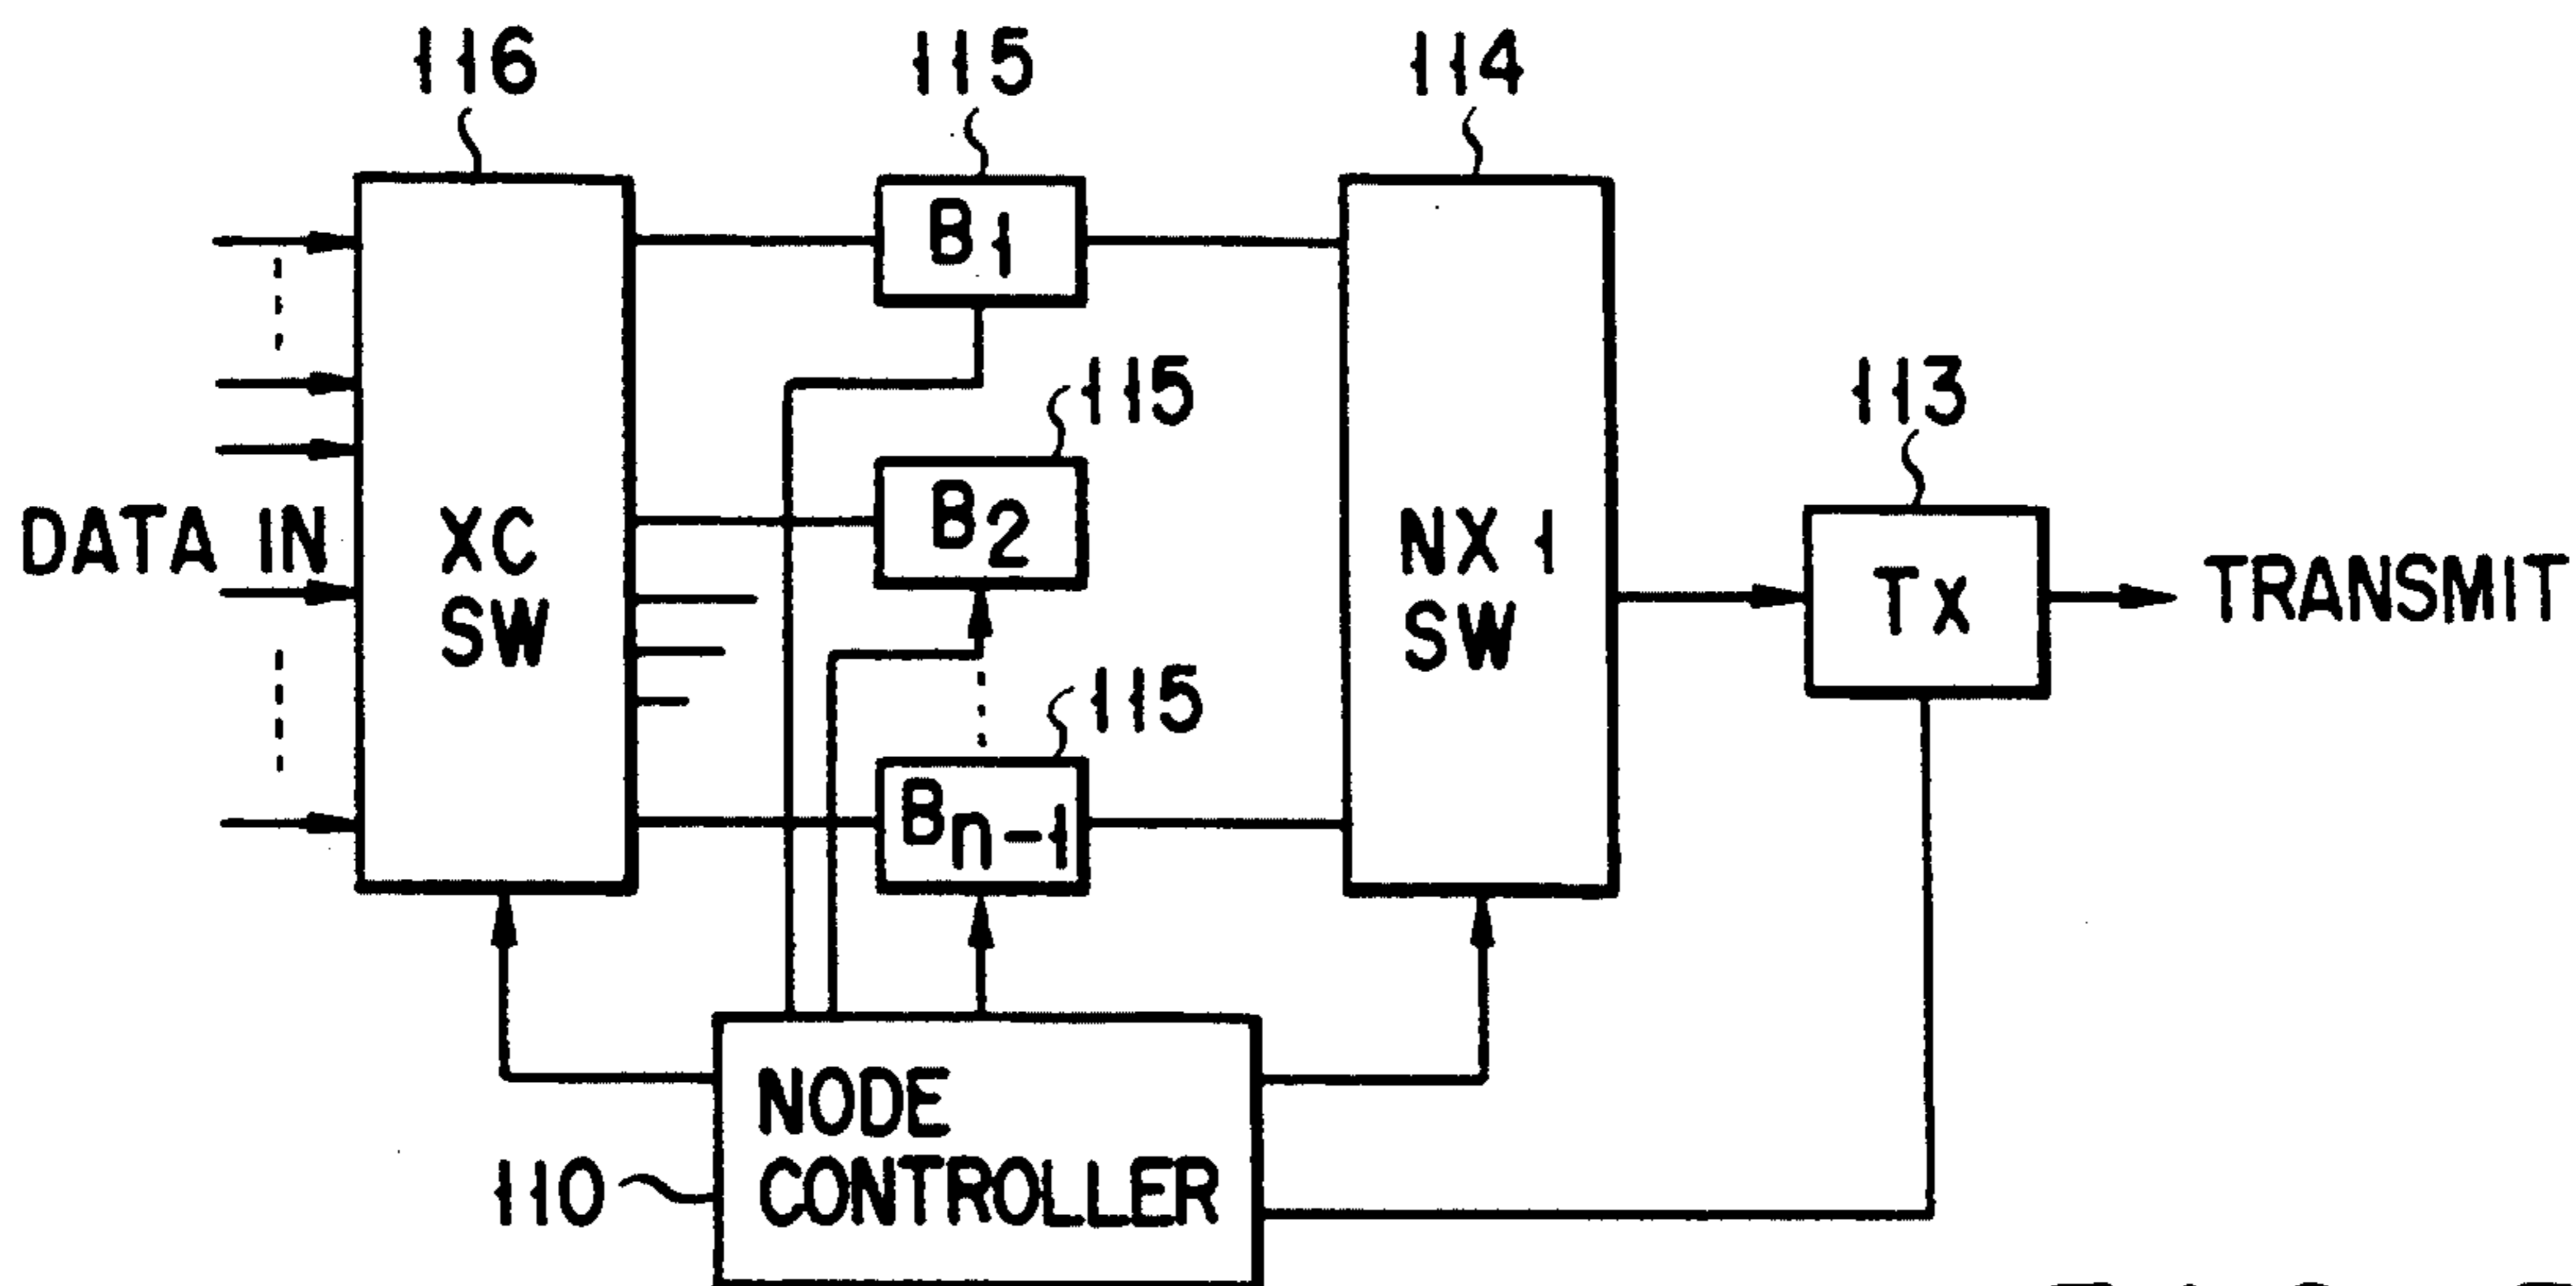 116
115
114
B1
115
113
DATA IN
XC
SW
B2
NX 1
SW
TX
TRANSMIT
115
Bn-1
NODE
CONTROLLER
110